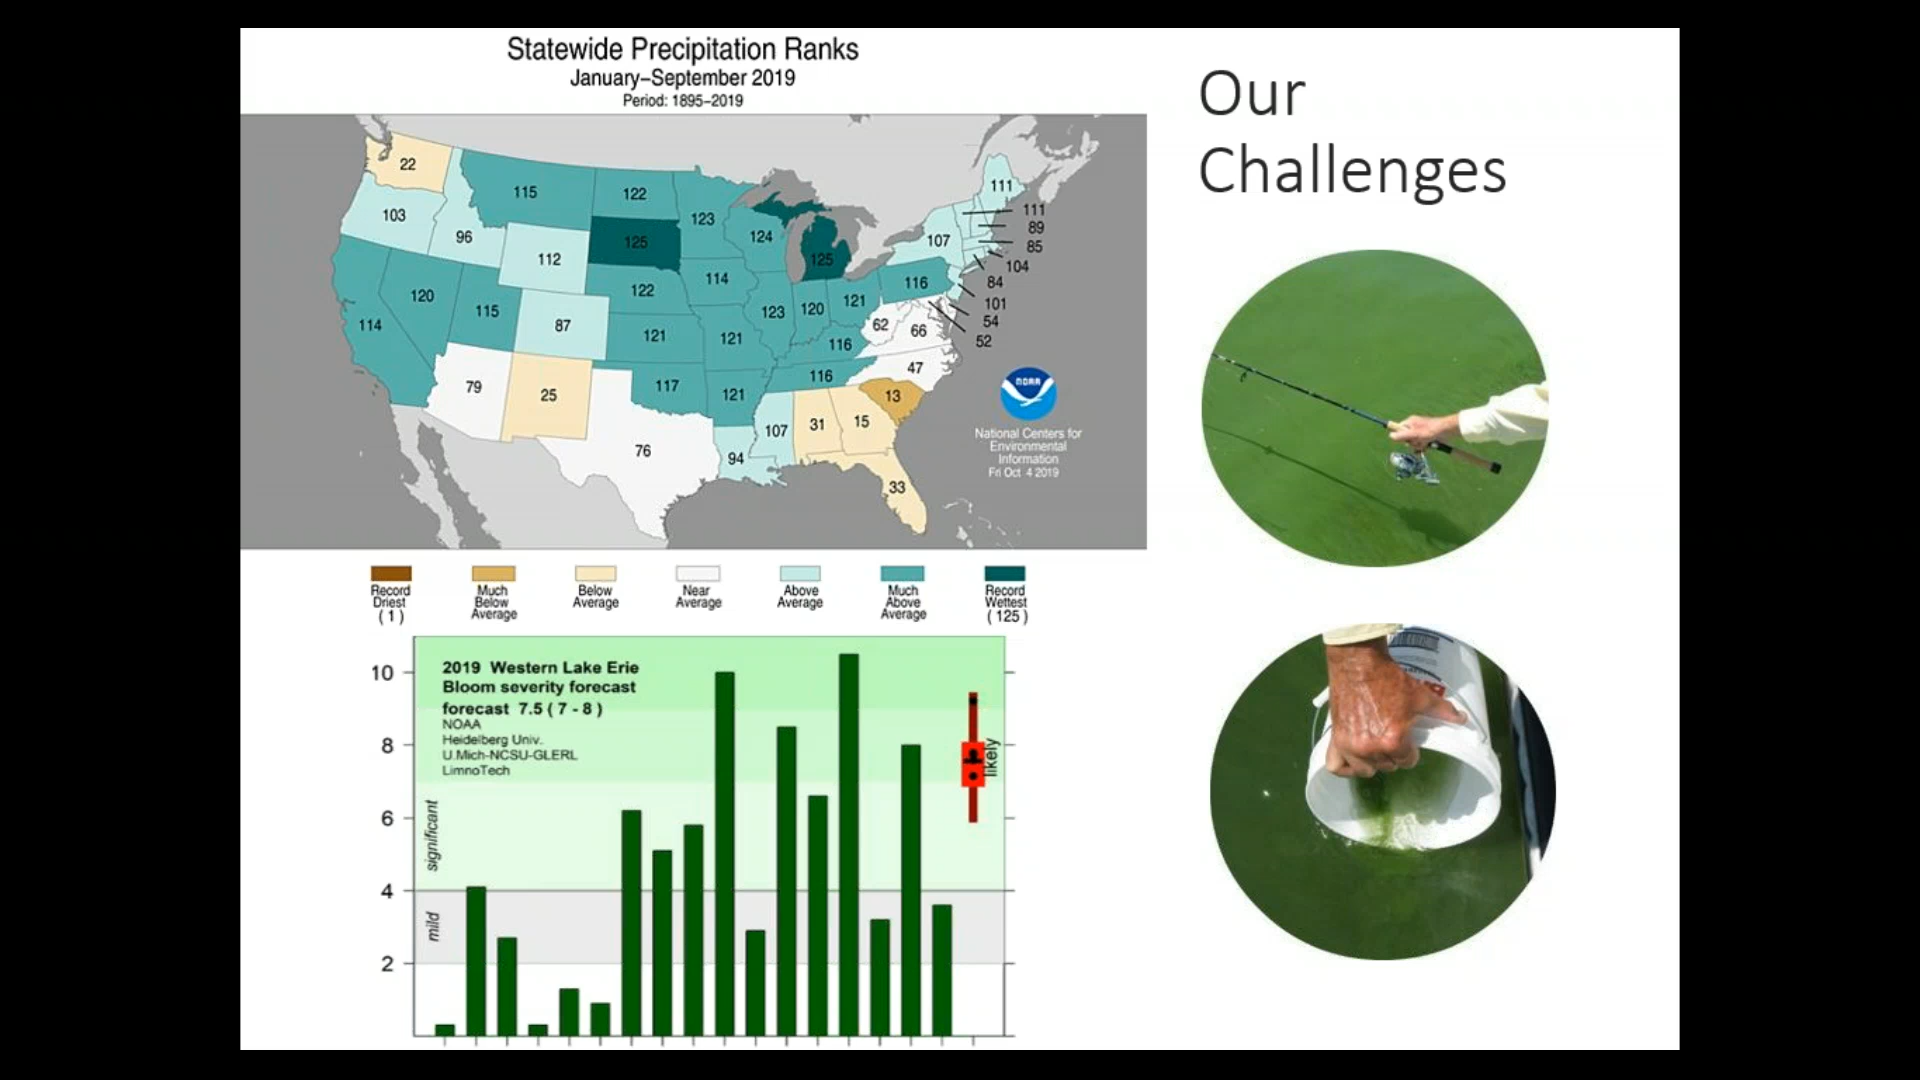 Statewide Precipitation Ranks
January–September 2019
Period: 1895–2019
Our
Challenges
22
115
122
123
111
103
96
112
125
124
125
107
111
89
85
104
84
101
54
52
114
120
115
87
122
114
123
120
121
116
62
66
121
121
116
47
79
25
117
121
116
13
76
94
107
31
15
33
NOAA
National Centers for
Environmental
Information
Fri Oct 4 2019
Record
Driest
( 1 )
Much
Below
Average
Below
Average
Near
Average
Above
Average
Much
Above
Average
Record
Wettest
( 125 )
2019 Western Lake Erie
Bloom severity forecast
forecast 7.5 ( 7 - 8 )
NOAA
Heidelberg Univ.
U.Mich-NCSU-GLERL
LimnoTech
10
8
6
4
2
significant
mild
likely